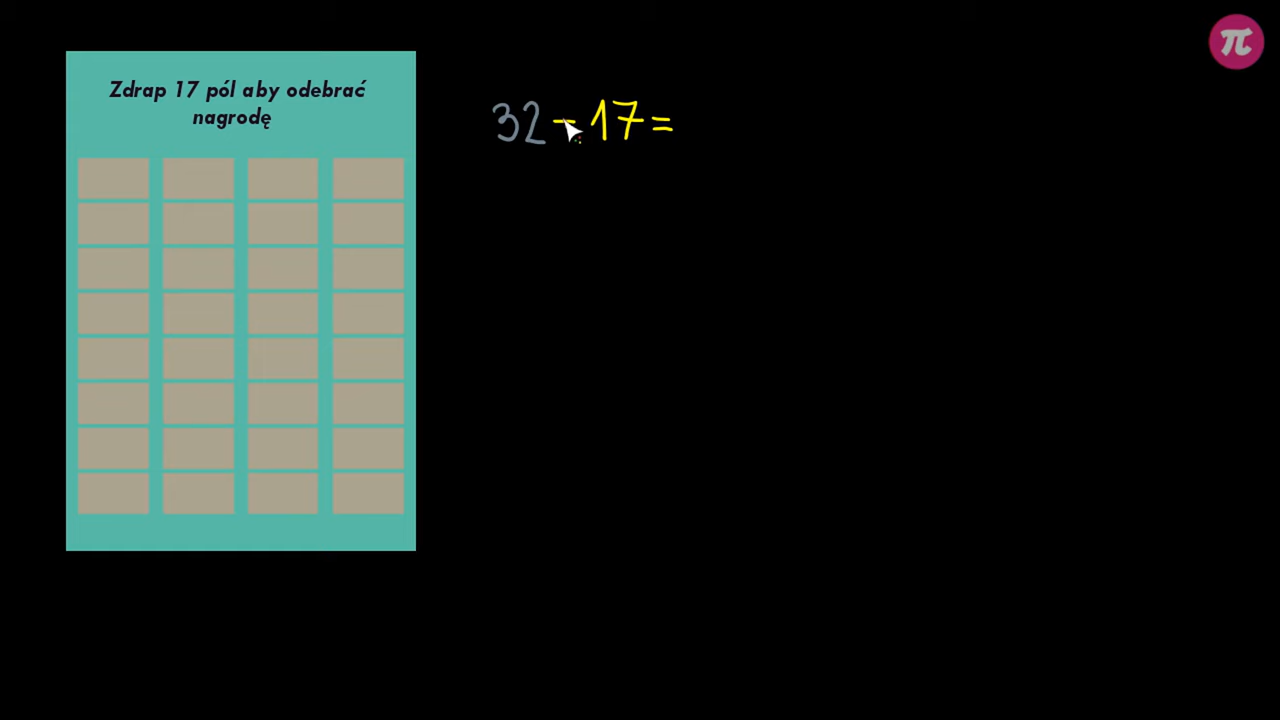 Zdrap 17 pól aby odebrać
nagrodę
32-17=
π